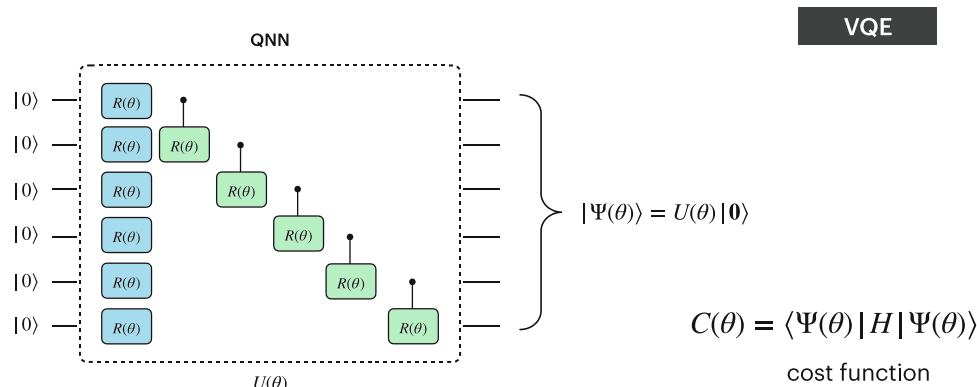 VQE
QNN
|0⟩ R(θ)
|0⟩ R(θ) R(θ)
|0⟩ R(θ) R(θ)
|0⟩ R(θ) R(θ)
|0⟩ R(θ) R(θ)
|0⟩ R(θ) R(θ)
|Ψ(θ)⟩ = U(θ)|𝟎⟩
C(θ) = ⟨Ψ(θ)|H|Ψ(θ)⟩
cost function
U(θ)